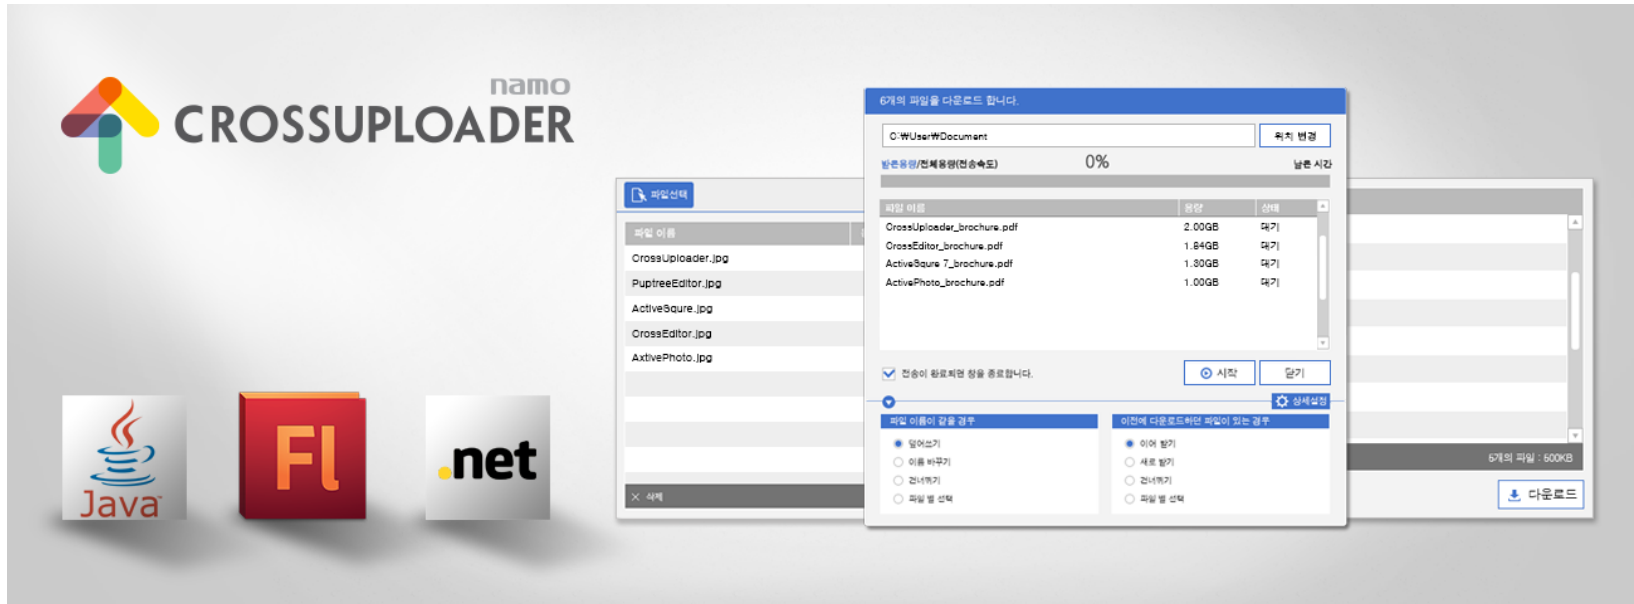 namo
CROSSUPLOADER
Java
Fl
.net
파일선택
파일 이름
CrossUploader.jpg
PuptreeEditor.jpg
ActiveSqure.jpg
CrossEditor.jpg
AxtivePhoto.jpg
× 삭제
6개의 파일을 다운로드 합니다.
C:₩User₩Document
위치 변경
받은용량/전체용량(전송속도)
0%
남은 시간
파일 이름 용량 상태
CrossUploader_brochure.pdf 2.00GB 대기
CrossEditor_brochure.pdf 1.84GB 대기
ActiveSqure 7_brochure.pdf 1.30GB 대기
ActivePhoto_brochure.pdf 1.00GB 대기
전송이 완료되면 창을 종료합니다.
시작
닫기
상세설정
파일 이름이 같을 경우
덮어쓰기
이름 바꾸기
건너뛰기
파일 별 선택
이전에 다운로드하던 파일이 있는 경우
이어 받기
새로 받기
건너뛰기
파일 별 선택
5개의 파일 : 500KB
다운로드